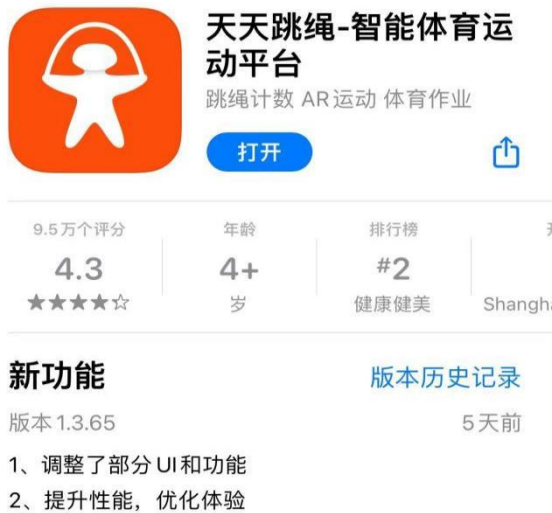 天天跳绳-智能体育运
动平台
跳绳计数 AR运动 体育作业
打开
9.5万个评分
4.3
★★★★☆
年龄
4+
岁
排行榜
#2
健康健美
Shangha
新功能
版本历史记录
版本 1.3.65
5天前
1、调整了部分UI和功能
2、提升性能，优化体验